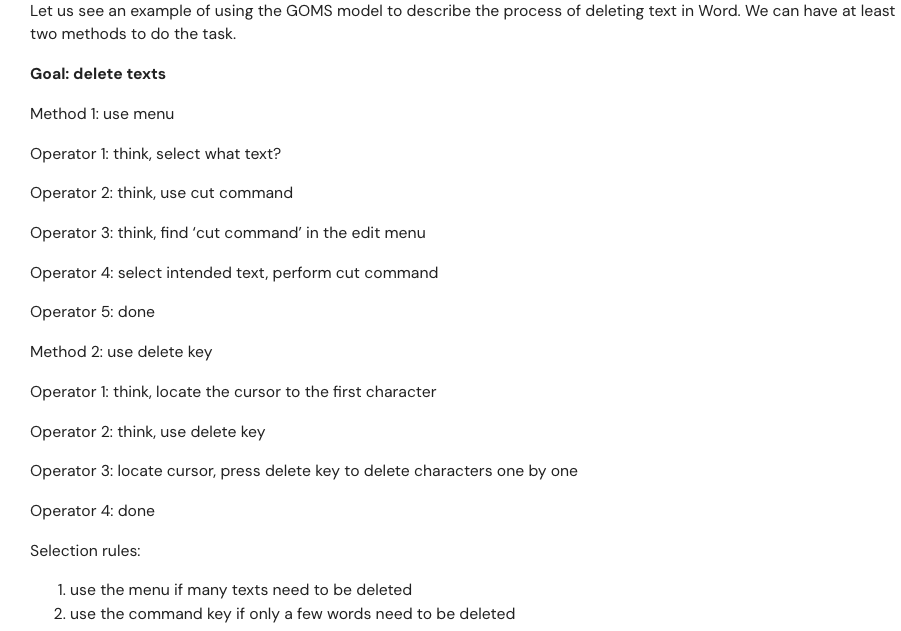 Let us see an example of using the GOMS model to describe the process of deleting text in Word. We can have at least
two methods to do the task.
Goal: delete texts
Method 1: use menu
Operator 1: think, select what text?
Operator 2: think, use cut command
Operator 3: think, find ‘cut command’ in the edit menu
Operator 4: select intended text, perform cut command
Operator 5: done
Method 2: use delete key
Operator 1: think, locate the cursor to the first character
Operator 2: think, use delete key
Operator 3: locate cursor, press delete key to delete characters one by one
Operator 4: done
Selection rules:
1. use the menu if many texts need to be deleted
2. use the command key if only a few words need to be deleted